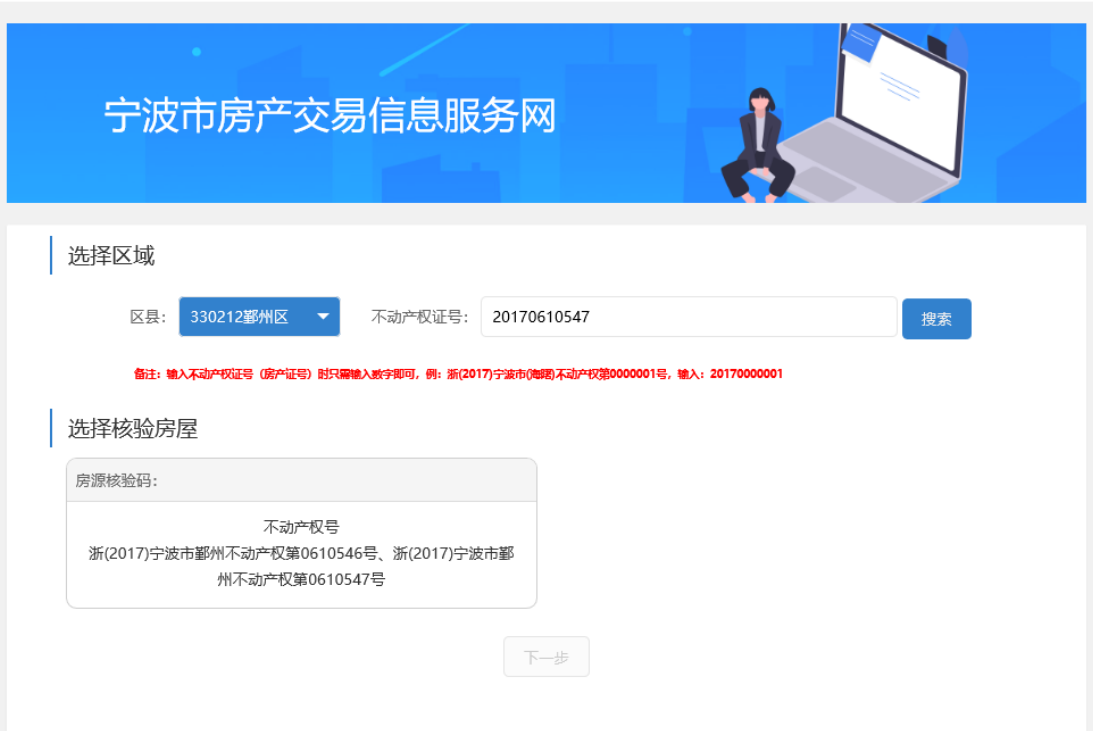 宁波市房产交易信息服务网
选择区域
区县: 330212鄞州区 不动产权证号: 20170610547 搜索
备注: 输入不动产权证号 (房产证号) 时只需输入数字即可, 例: 浙(2017)宁波市(海曙)不动产权第0000001号, 输入: 20170000001
选择核验房屋
房源核验码:
不动产权号
浙(2017)宁波市鄞州不动产权第0610546号、浙(2017)宁波市鄞
州不动产权第0610547号
下一步